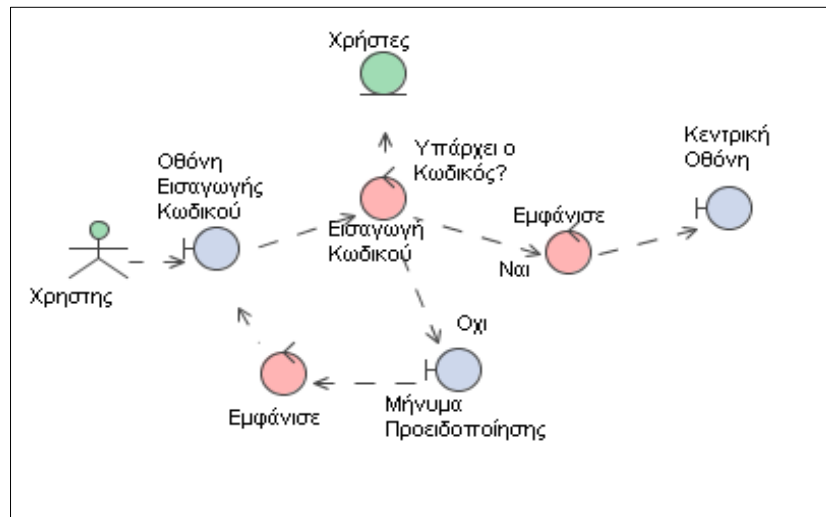 Χρήστες
Υπάρχει ο
Κωδικός?
Κεντρική
Οθόνη
Οθόνη
Εισαγωγής
Κωδικού
Εισαγωγή
Κωδικού
Εμφάνισε
Ναι
Χρηστης
Οχι
Εμφάνισε
Μήνυμα
Προειδοποίησης